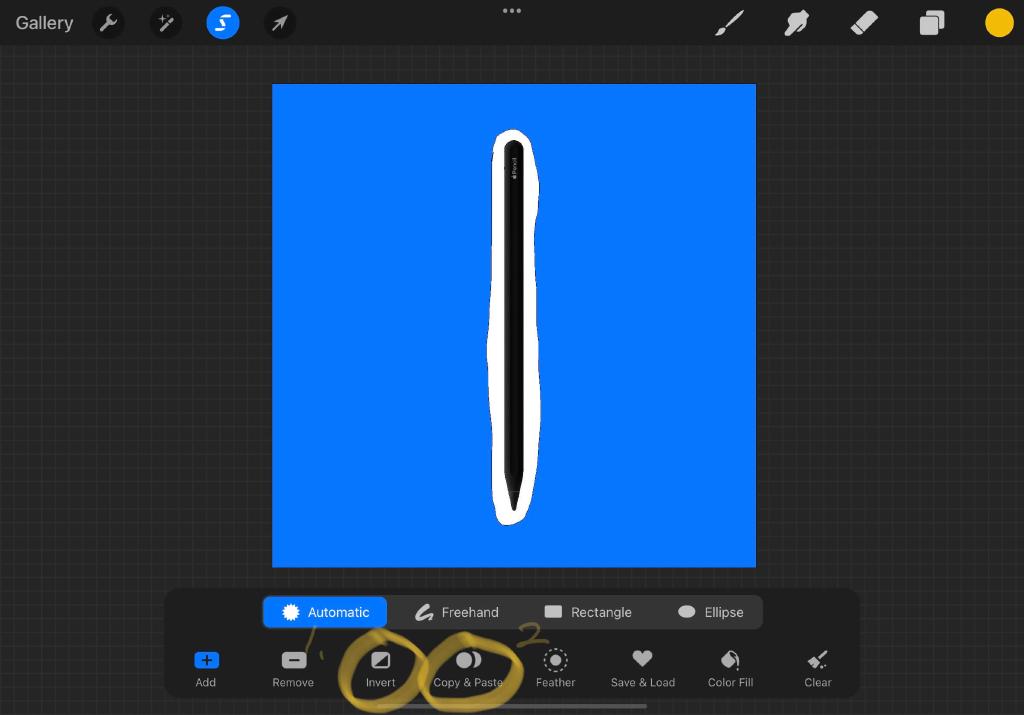 Gallery
Pencil
Automatic Freehand Rectangle Ellipse
1. 2
Add Remove Invert Copy & Paste Feather Save & Load Color Fill Clear